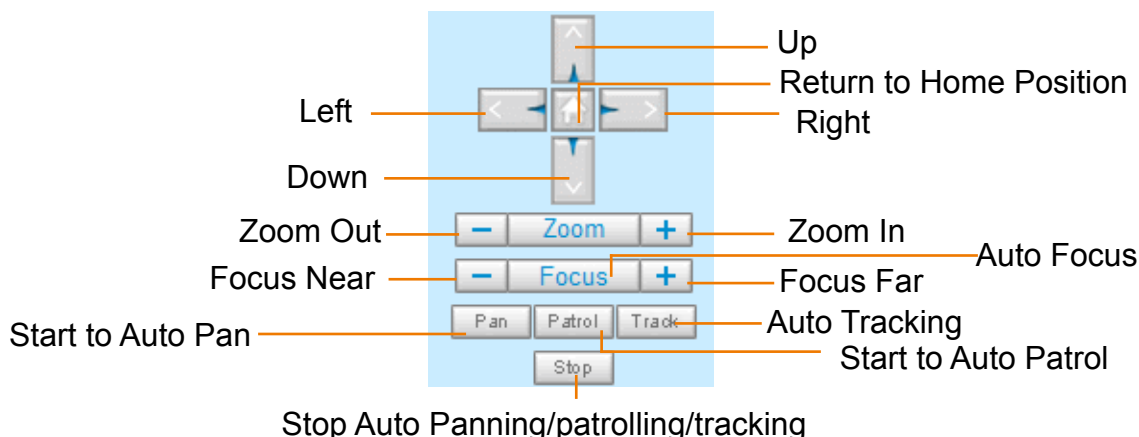 Up
Return to Home Position
Left
Right
Down
Zoom Out
Zoom
Zoom In
Auto Focus
Focus Near
Focus
Focus Far
Pan
Patrol
Track
Auto Tracking
Start to Auto Pan
Start to Auto Patrol
Stop
Stop Auto Panning/patrolling/tracking